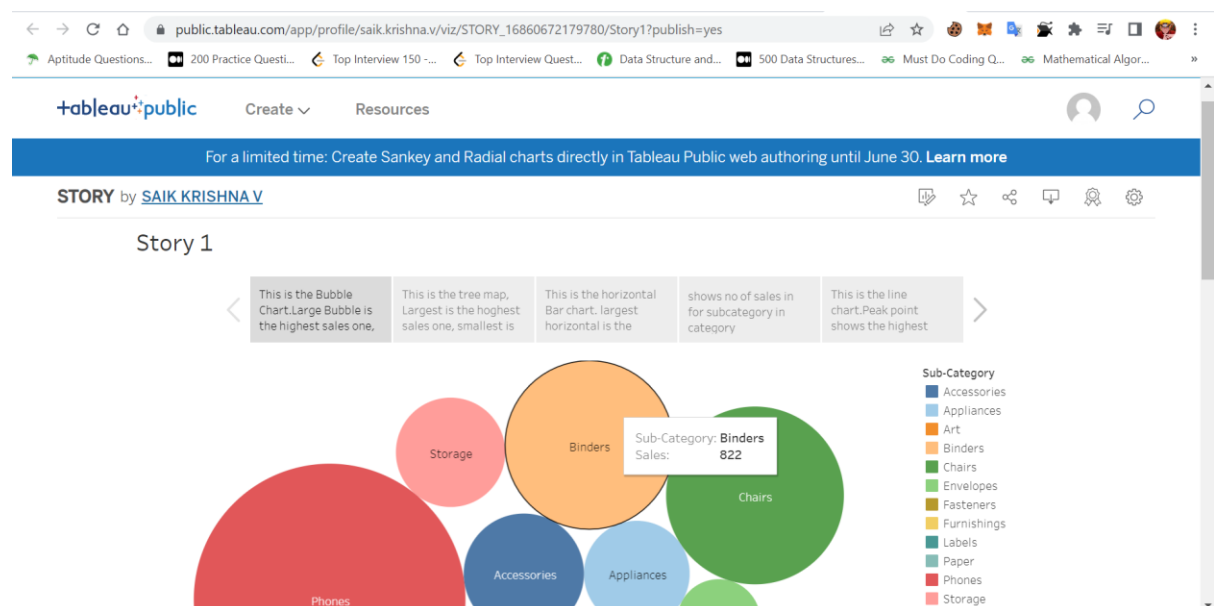 public.tableau.com/app/profile/saik.krishna.v/viz/STORY_16860672179780/Story1?publish=yes
Aptitude Questions... 200 Practice Questi... Top Interview 150 -... Top Interview Quest... Data Structure and... 500 Data Structures... Must Do Coding Q... Mathematical Algor... »
+ableau public Create Resources
For a limited time: Create Sankey and Radial charts directly in Tableau Public web authoring until June 30. Learn more
STORY by SAIK KRISHNA V
Story 1
This is the Bubble
Chart.Large Bubble is
the highest sales one,
This is the tree map,
Largest is the hoghest
sales one, smallest is
This is the horizontal
Bar chart. largest
horizontal is the
shows no of sales in
for subcategory in
category
This is the line
chart.Peak point
shows the highest
Storage
Binders
Sub-Category: Binders
Sales: 822
Chairs
Accessories
Appliances
Phones
Sub-Category
Accessories
Appliances
Art
Binders
Chairs
Envelopes
Fasteners
Furnishings
Labels
Paper
Phones
Storage